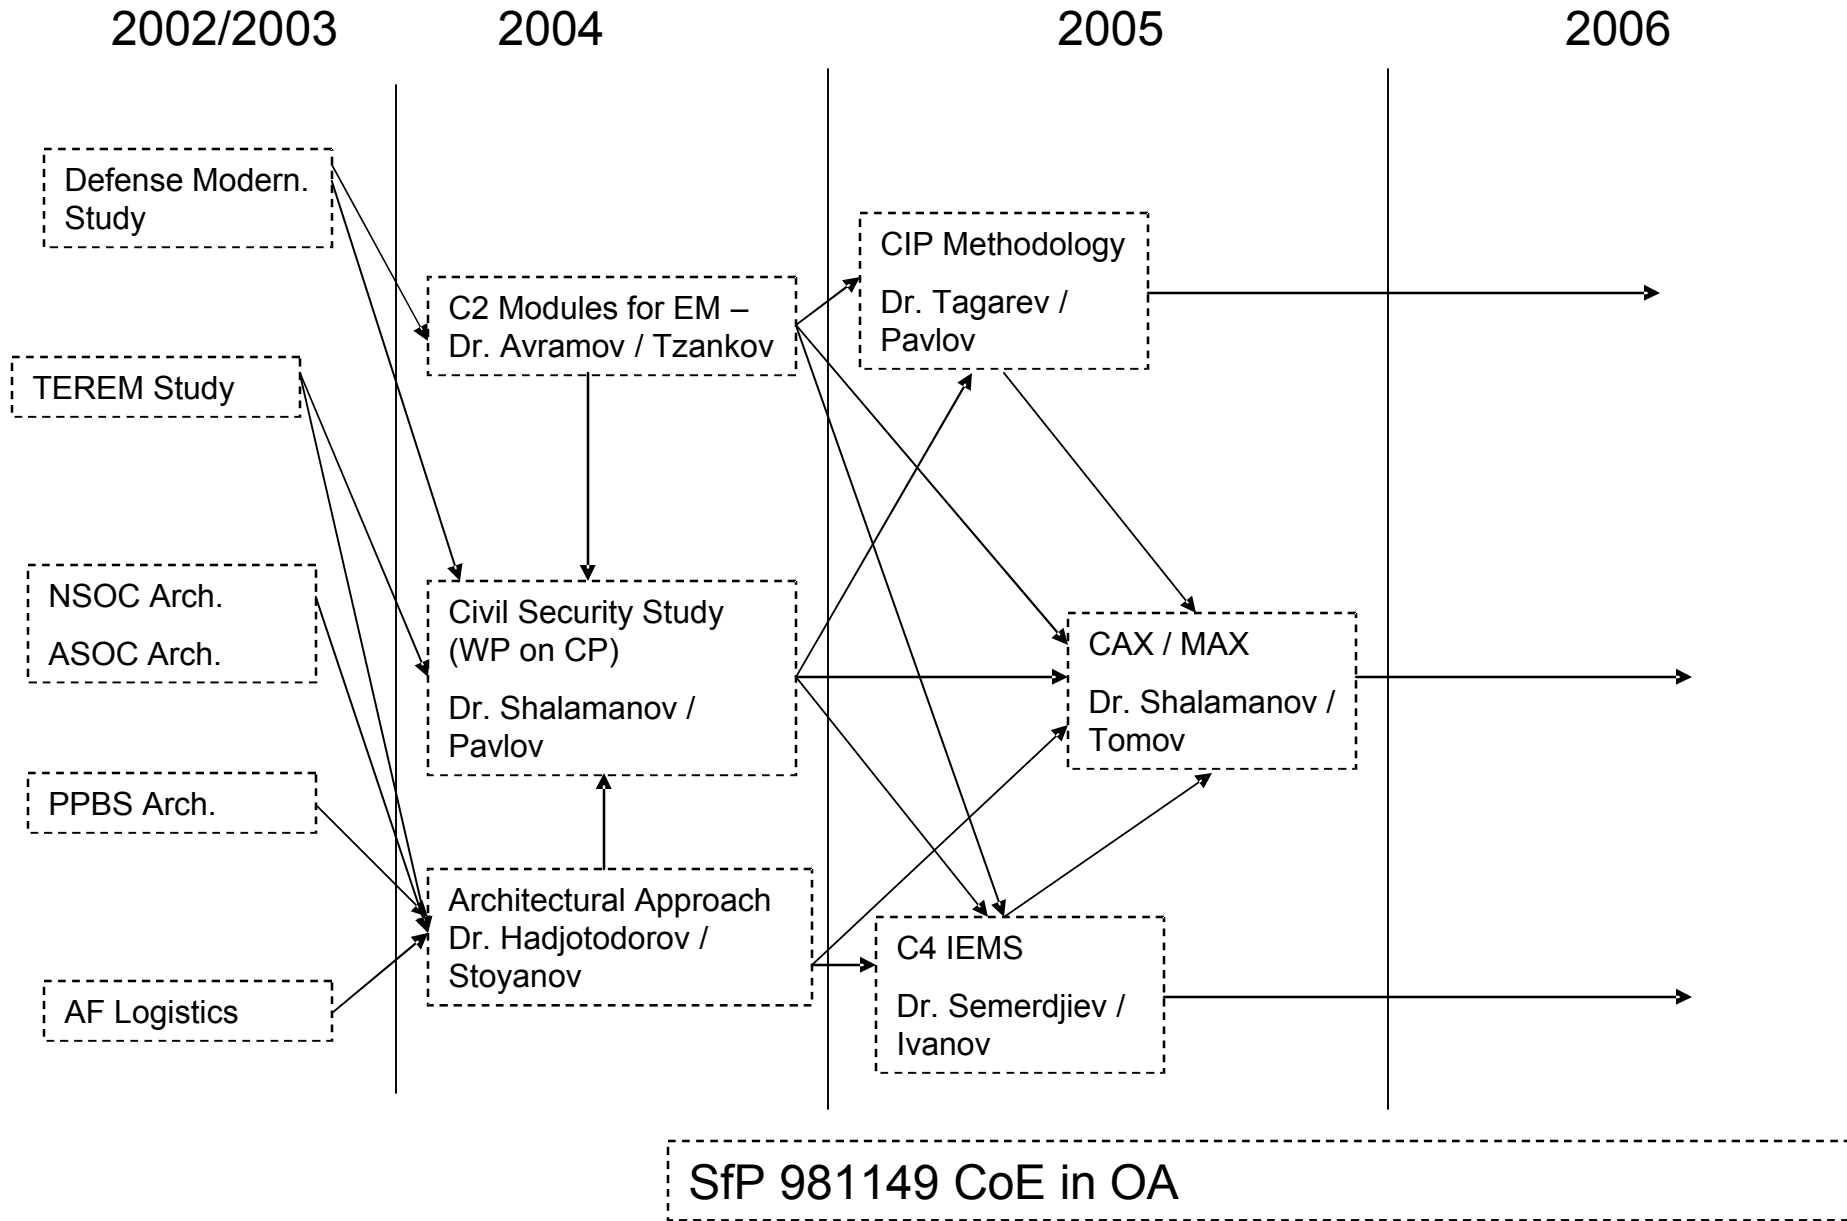 2002/2003
2004
2005
2006
Defense Modern.
Study
TEREM Study
NSOC Arch.
ASOC Arch.
PPBS Arch.
AF Logistics
C2 Modules for EM –
Dr. Avramov / Tzankov
Civil Security Study
(WP on CP)
Dr. Shalamanov /
Pavlov
Architectural Approach
Dr. Hadjotodorov /
Stoyanov
CIP Methodology
Dr. Tagarev /
Pavlov
CAX / MAX
Dr. Shalamanov /
Tomov
C4 IEMS
Dr. Semerdjiev /
Ivanov
SfP 981149 CoE in OA